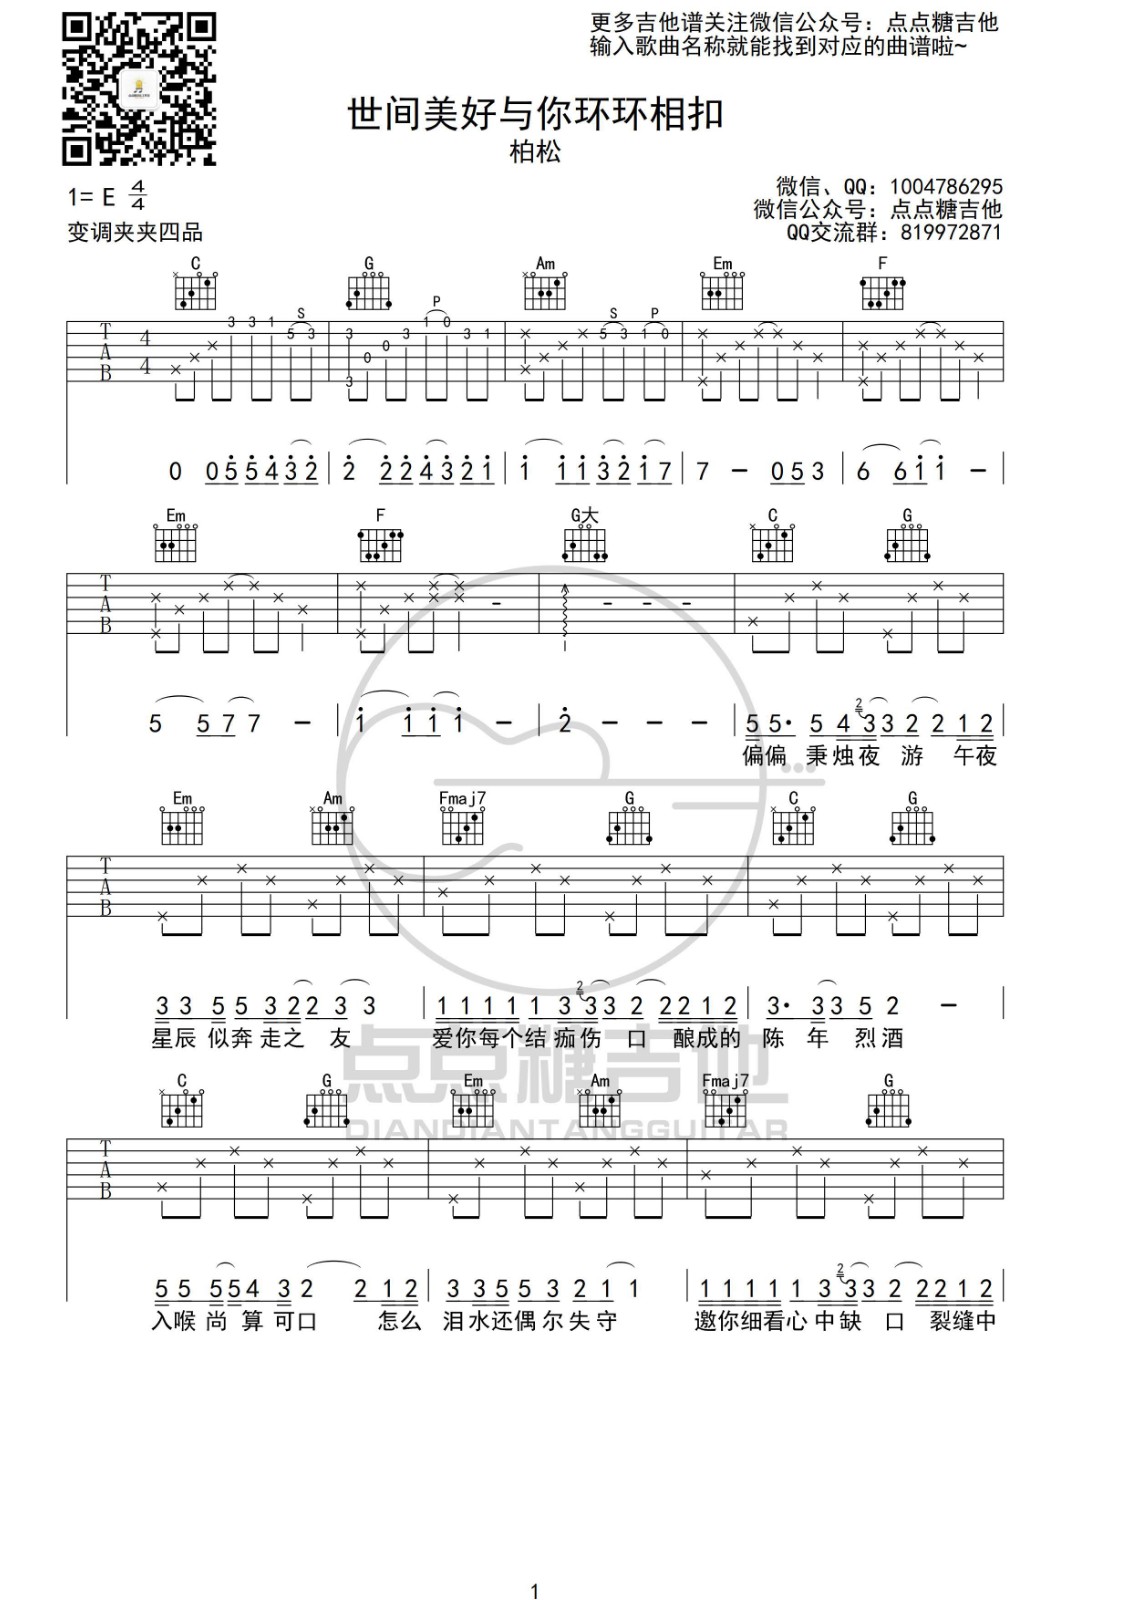 更多吉他谱关注微信公众号：点点糖吉他
输入歌曲名称就能找到对应的曲谱啦~
世间美好与你环环相扣
柏松
1= E 4/4
变调夹夹四品
微信、QQ：1004786295
微信公众号：点点糖吉他
QQ交流群：819972871
C G Am Em F
S P S P
T A B
4 4
3 3 1 5 3 3 3 0 0 3 1 0 3 1 5 3 1 0
0 0 5 5 4 3 2 2 2 2 4 3 2 1 1 1 1 3 2 1 7 7 - 0 5 3 6 6 1 1 -
Em F G大 C G
T A B
5 5 7 7 - 1 1 1 1 - 2 - - - 5 5· 5 4 2 3 3 2 2 1 2
偏偏 秉烛夜 游 午夜
Em Am Fmaj7 G C G
T A B
3 3 5 5 3 2 2 3 3 1 1 1 1 1 3 2 3 3 2 2 2 1 2 3· 3 3 5 2 -
星辰 似奔 走之 友 爱你每个结痂伤 口 酿成的 陈 年 烈酒
点点糖吉他
DIANDIANTANGGUITAR
C G Em Am Fmaj7 G
T A B
5 5 5 5 4 3 2 2 1 2 3 3 5 5 3 2 1 1 1 1 1 1 1 3 2 3 3 2 2 2 1 2
入喉 尚 算 可口 怎么 泪水还偶尔失守 邀你细看心中缺 口 裂缝中
1